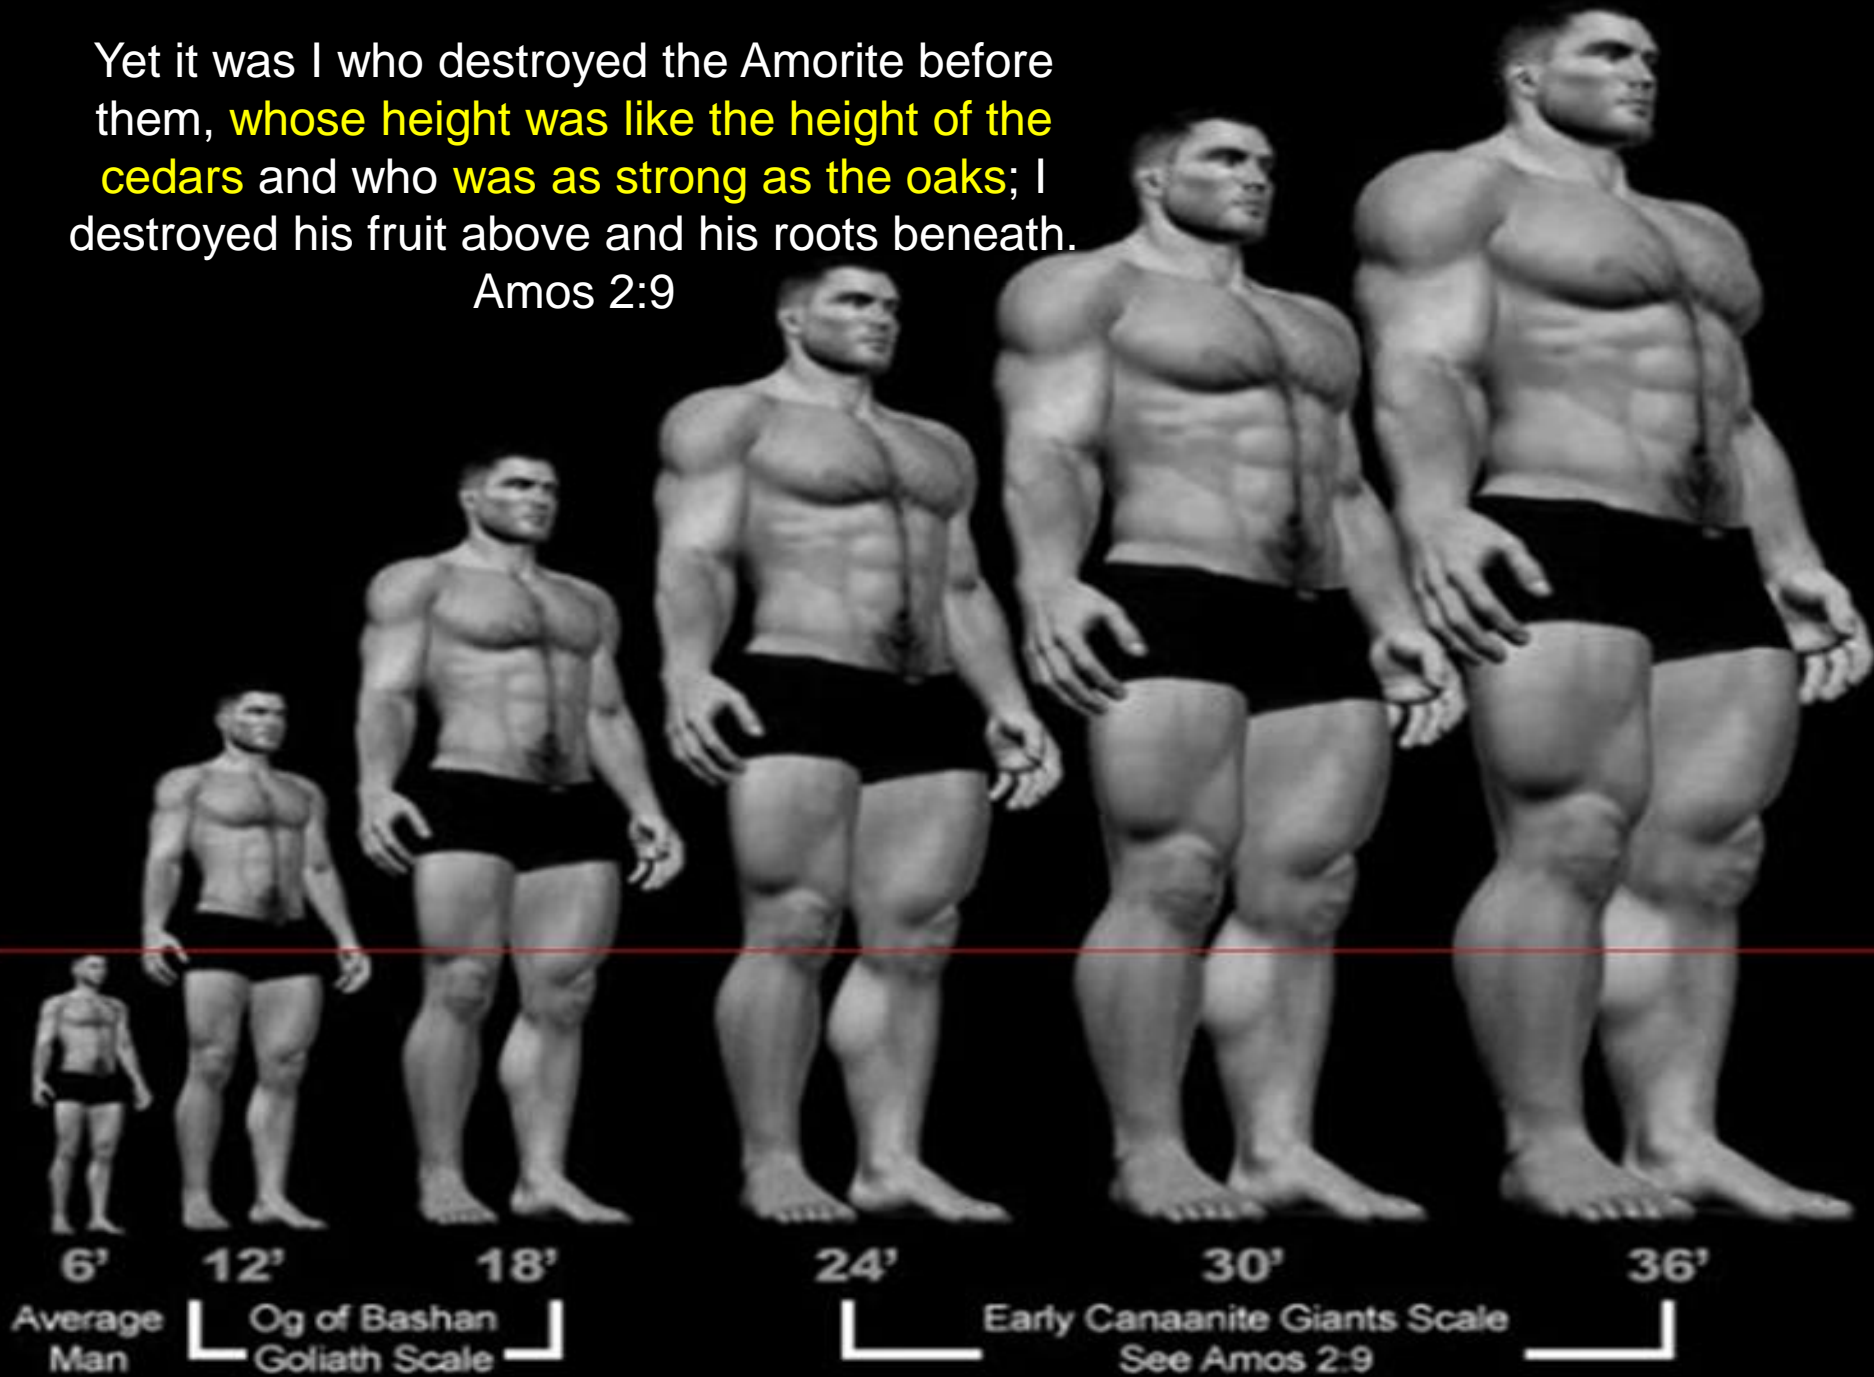 Yet it was I who destroyed the Amorite before
them, whose height was like the height of the
cedars and who was as strong as the oaks; I
destroyed his fruit above and his roots beneath.
Amos 2:9
6’ 12’ 18’ 24’ 30’ 36’
Average
Man
Og of Bashan
Goliath Scale
Early Canaanite Giants Scale
See Amos 2:9